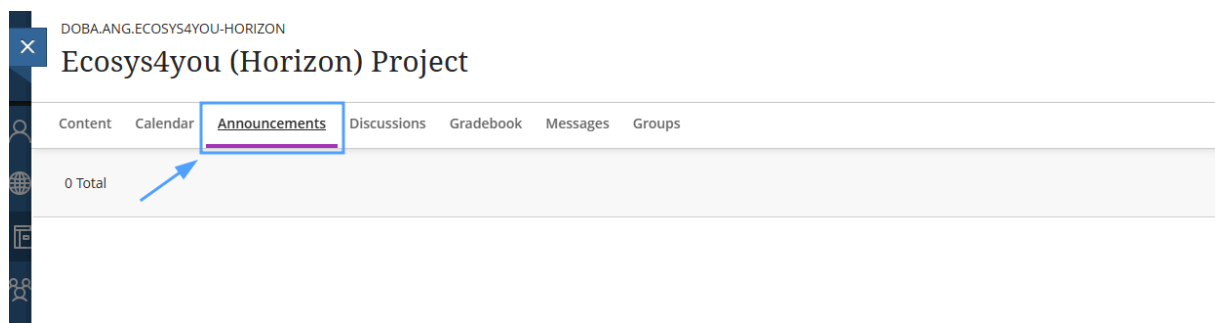 DOBA.ANG.ECOSYS4YOU-HORIZON
Ecosys4you (Horizon) Project
Content Calendar Announcements Discussions Gradebook Messages Groups
0 Total